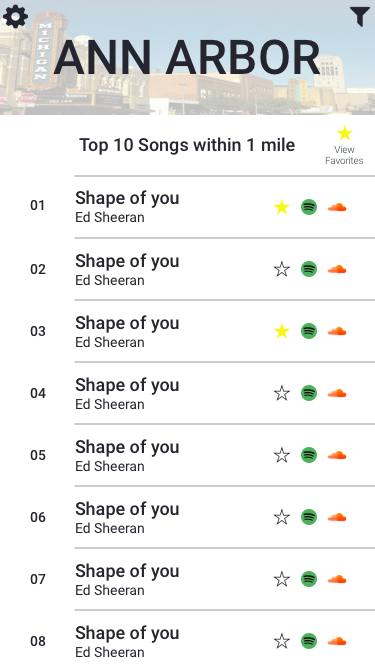 MICHIGAN
ANN ARBOR
Top 10 Songs within 1 mile
View
Favorites
01
Shape of you
Ed Sheeran
02
Shape of you
Ed Sheeran
03
Shape of you
Ed Sheeran
04
Shape of you
Ed Sheeran
05
Shape of you
Ed Sheeran
06
Shape of you
Ed Sheeran
07
Shape of you
Ed Sheeran
08
Shape of you
Ed Sheeran